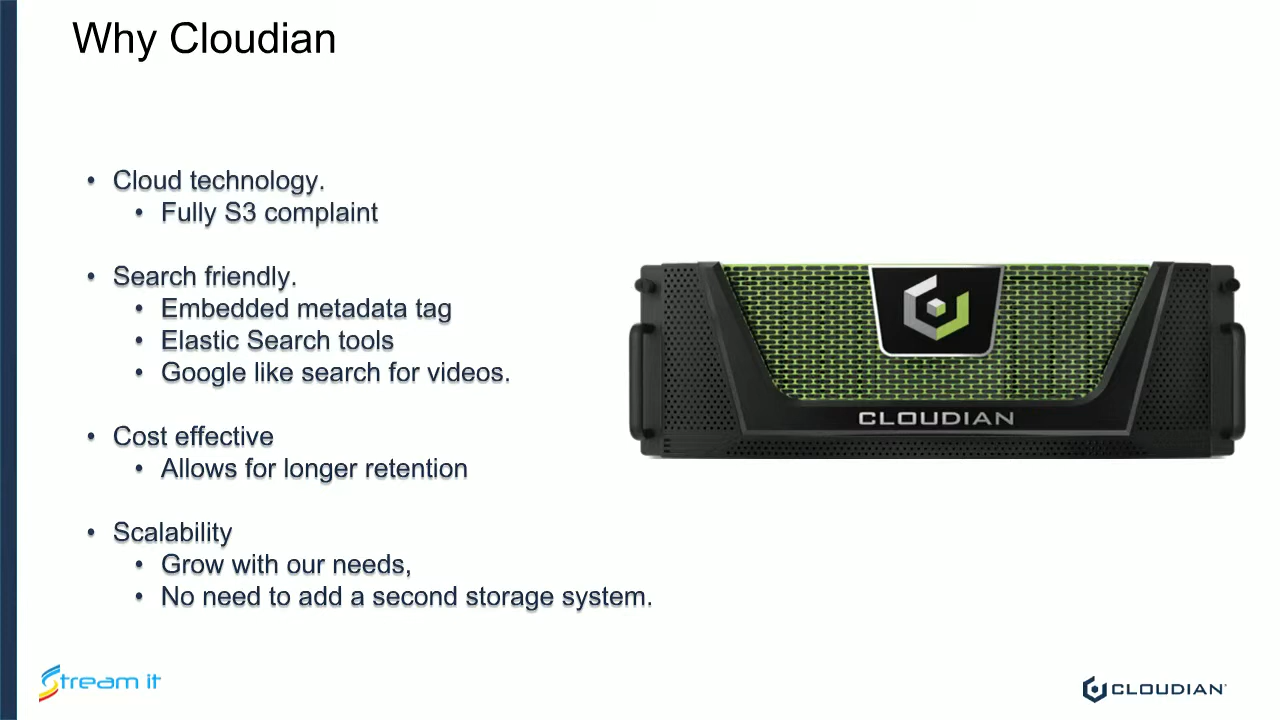 Why Cloudian
• Cloud technology.
• Fully S3 complaint
• Search friendly.
• Embedded metadata tag
• Elastic Search tools
• Google like search for videos.
• Cost effective
• Allows for longer retention
• Scalability
• Grow with our needs,
• No need to add a second storage system.
CLOUDIAN
Stream it
CLOUDIAN